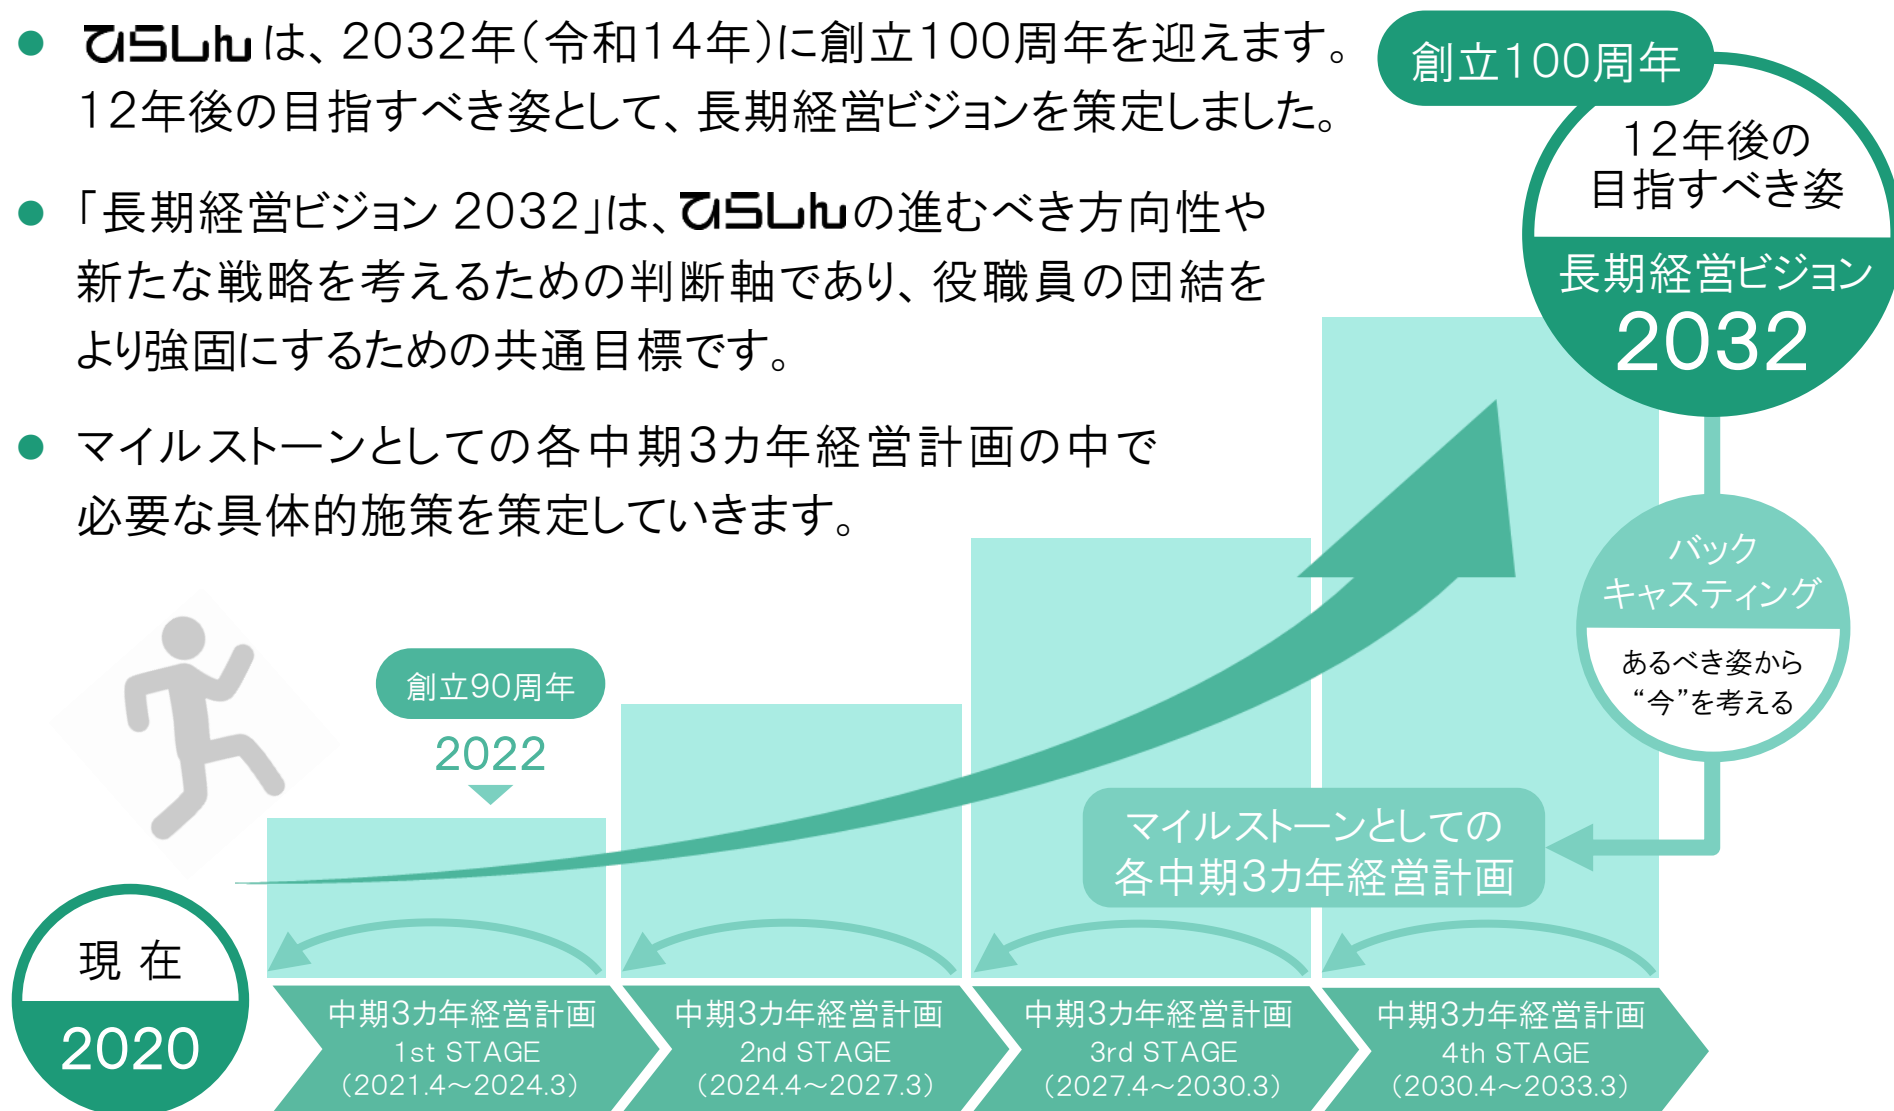 ひらしんは、2032年（令和14年）に創立100周年を迎えます。
12年後の目指すべき姿として、長期経営ビジョンを策定しました。
「長期経営ビジョン 2032」は、ひらしんの進むべき方向性や
新たな戦略を考えるための判断軸であり、役職員の団結を
より強固にするための共通目標です。
マイルストーンとしての各中期3カ年経営計画の中で
必要な具体的施策を策定していきます。
創立100周年
12年後の
目指すべき姿
長期経営ビジョン
2032
バック
キャスティング
あるべき姿から
“今”を考える
創立90周年
2022
マイルストーンとしての
各中期3カ年経営計画
現 在
2020
中期3カ年経営計画
1st STAGE
（2021.4～2024.3）
中期3カ年経営計画
2nd STAGE
（2024.4～2027.3）
中期3カ年経営計画
3rd STAGE
（2027.4～2030.3）
中期3カ年経営計画
4th STAGE
（2030.4～2033.3）